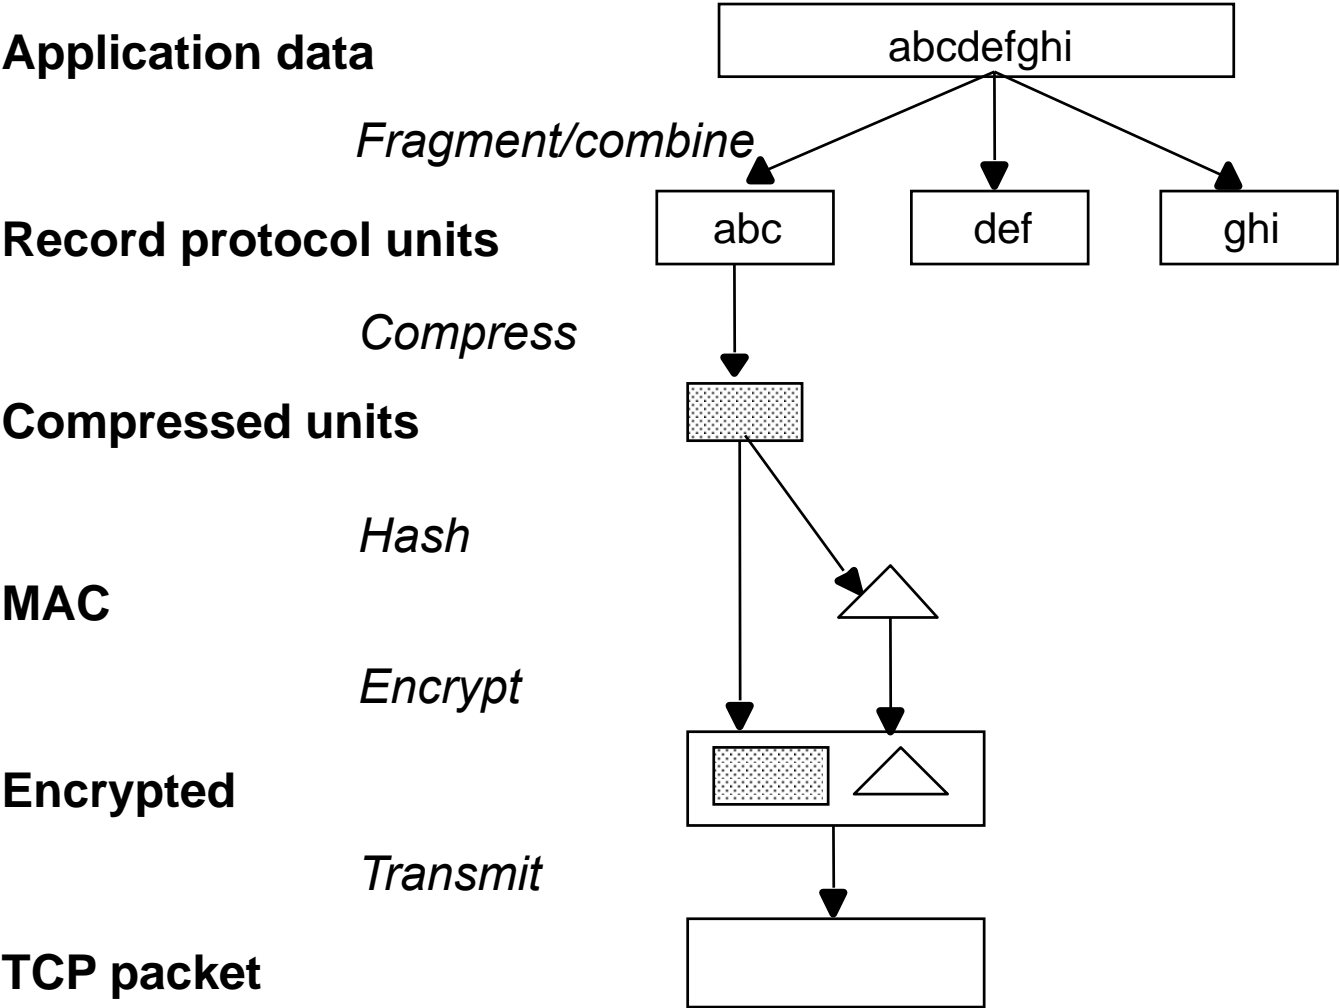 Application data
abcdefghi
Fragment/combine
Record protocol units
abc
def
ghi
Compress
Compressed units
Hash
MAC
Encrypt
Encrypted
Transmit
TCP packet